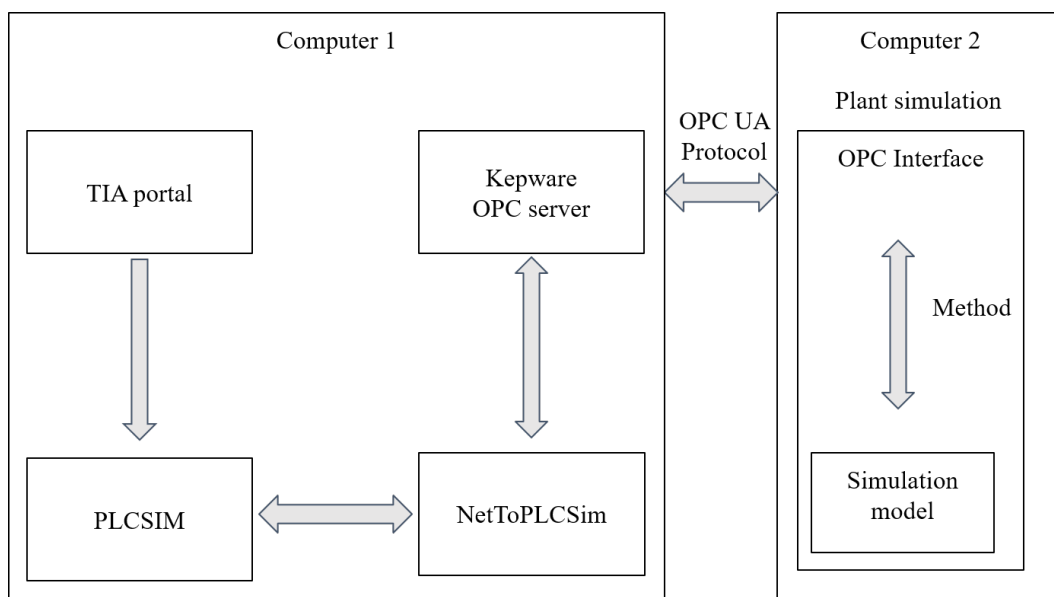 Computer 1
Computer 2
Plant simulation
OPC UA
Protocol
OPC Interface
TIA portal
Kepware
OPC server
Method
PLCSIM
NetToPLCSim
Simulation
model